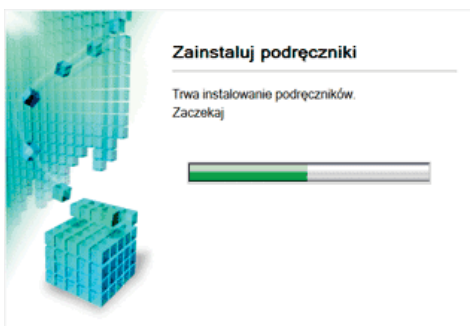 Zainstaluj podręczniki
Trwa instalowanie podręczników.
Zaczekaj